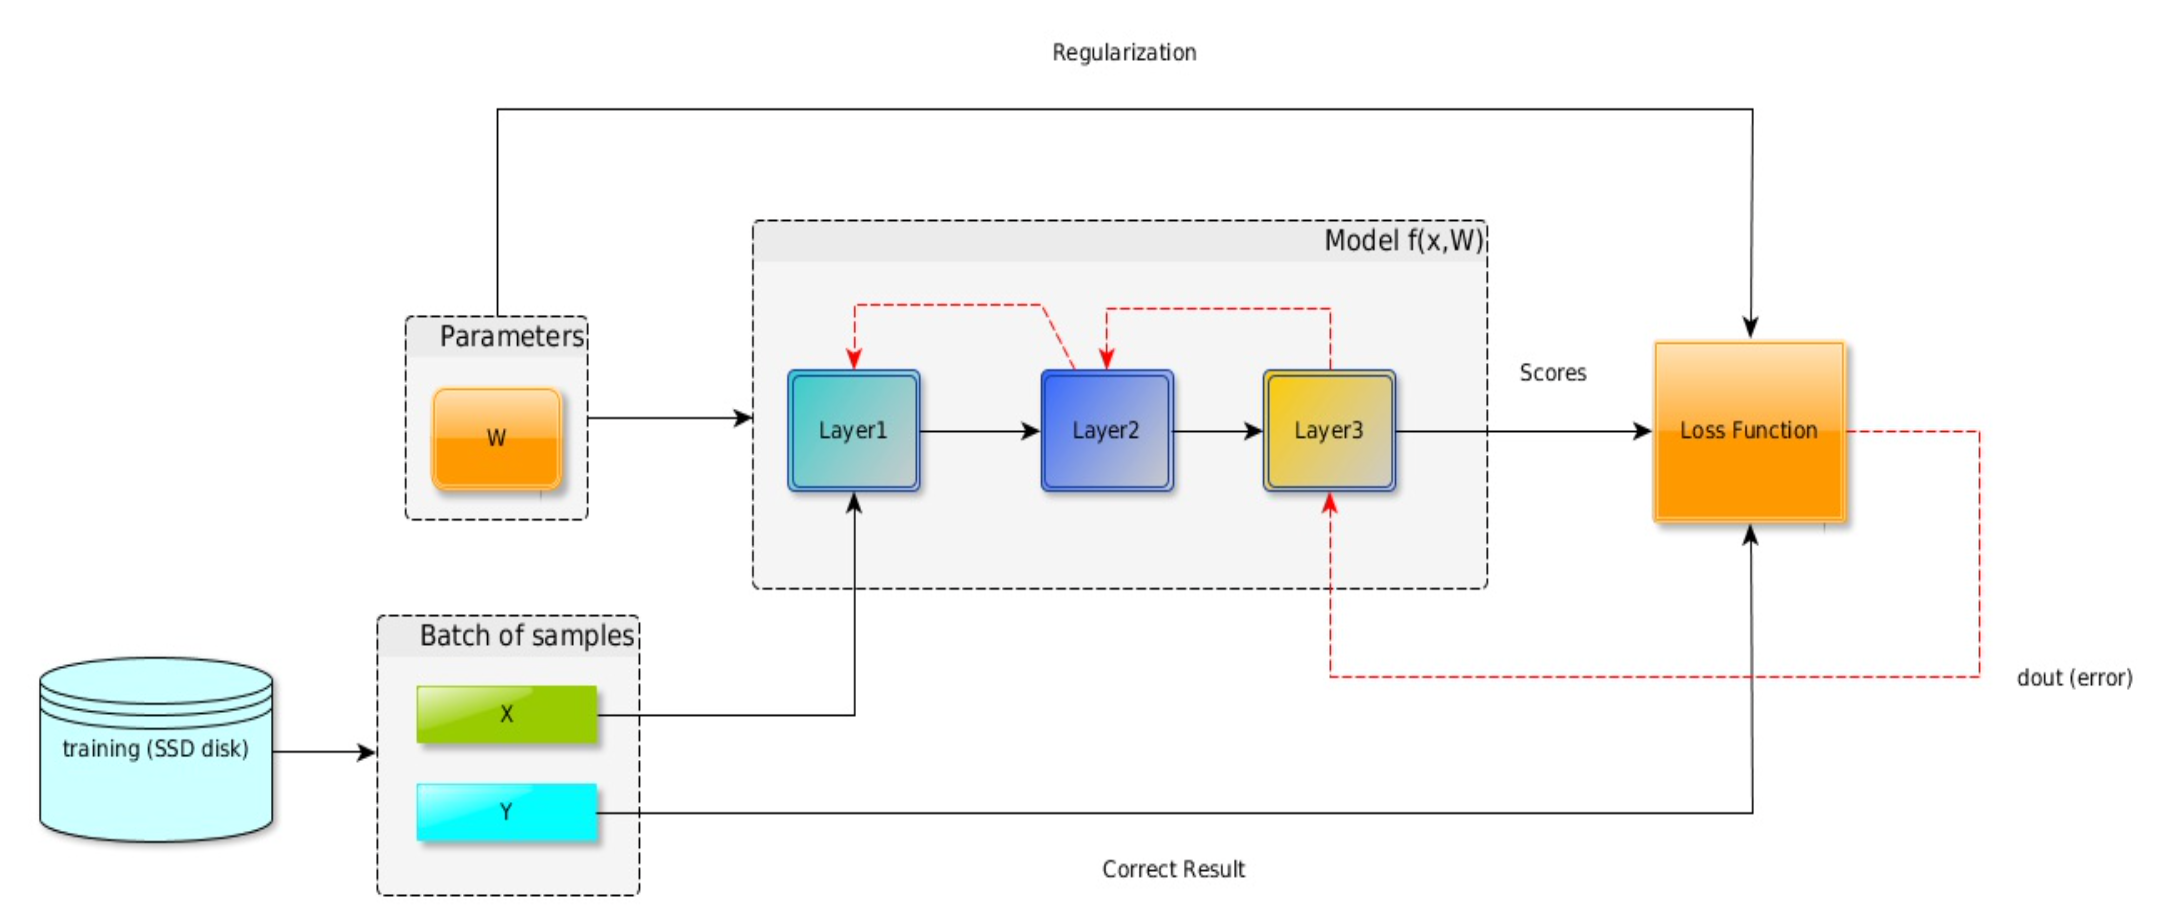 Regularization
Model f(x,W)
Parameters
W
Layer1
Layer2
Layer3
Scores
Loss Function
Batch of samples
X
Y
training (SSD disk)
dout (error)
Correct Result